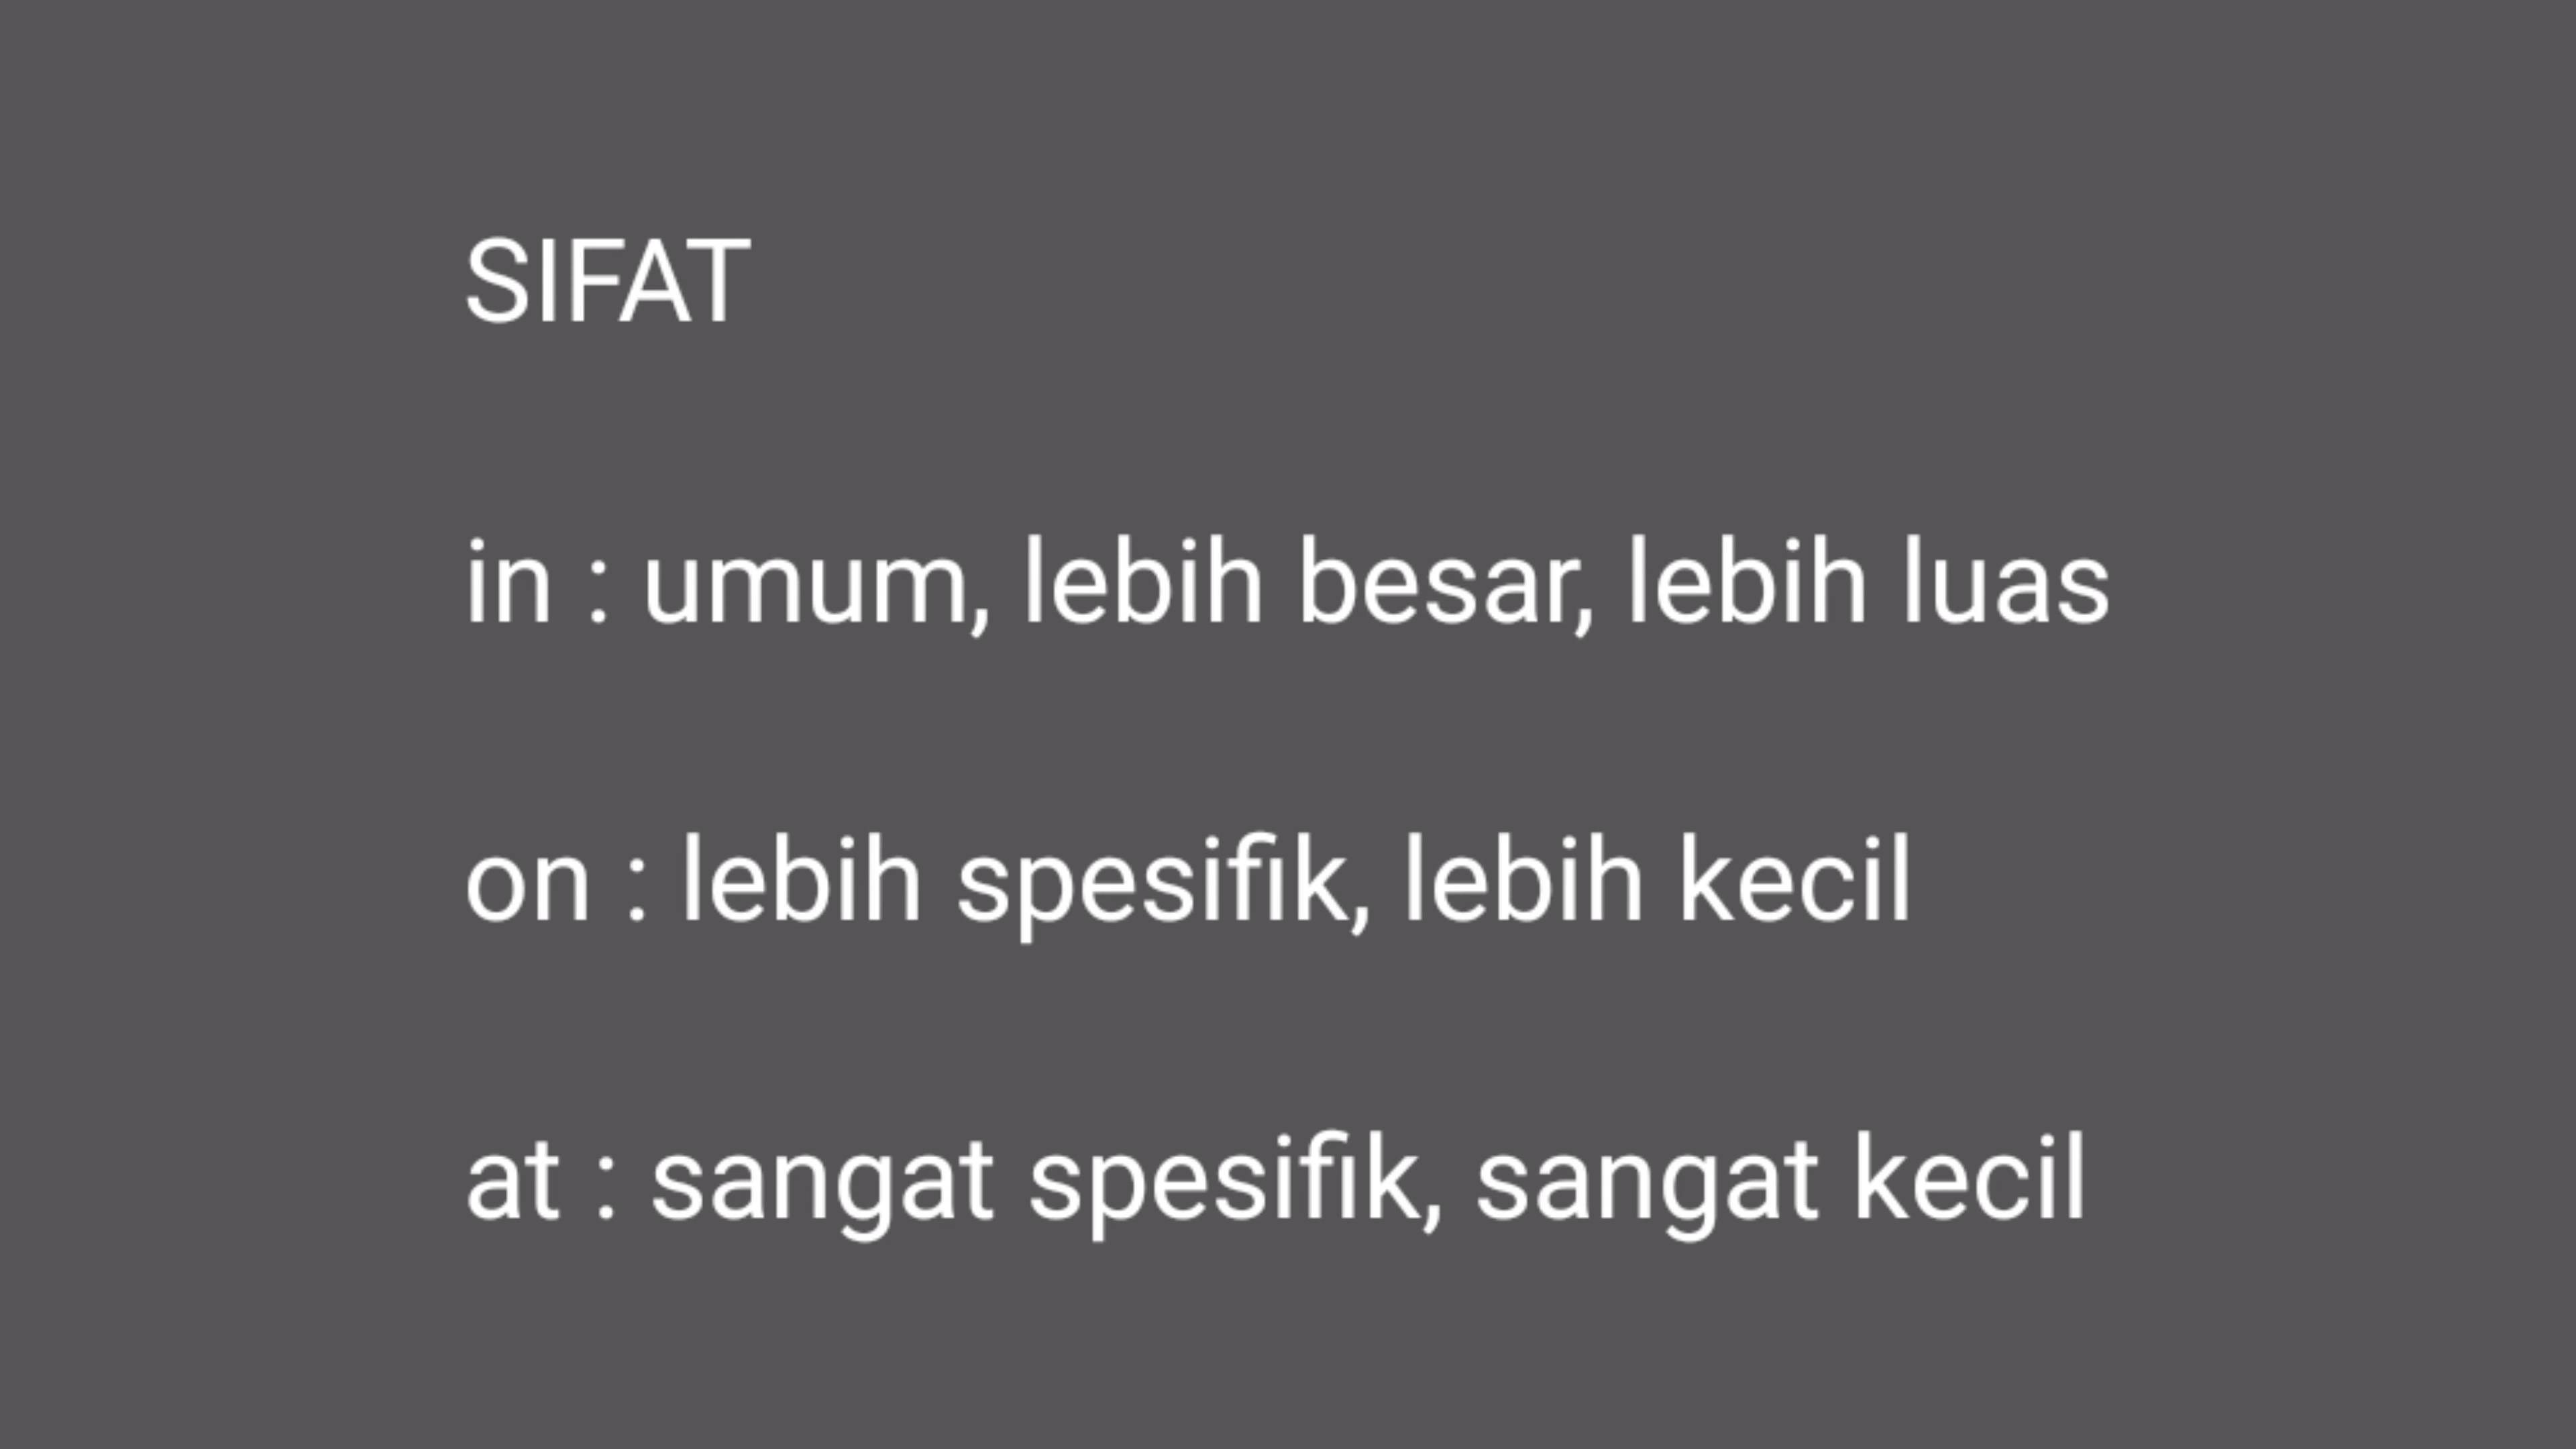 SIFAT
in : umum, lebih besar, lebih luas
on : lebih spesifik, lebih kecil
at : sangat spesifik, sangat kecil